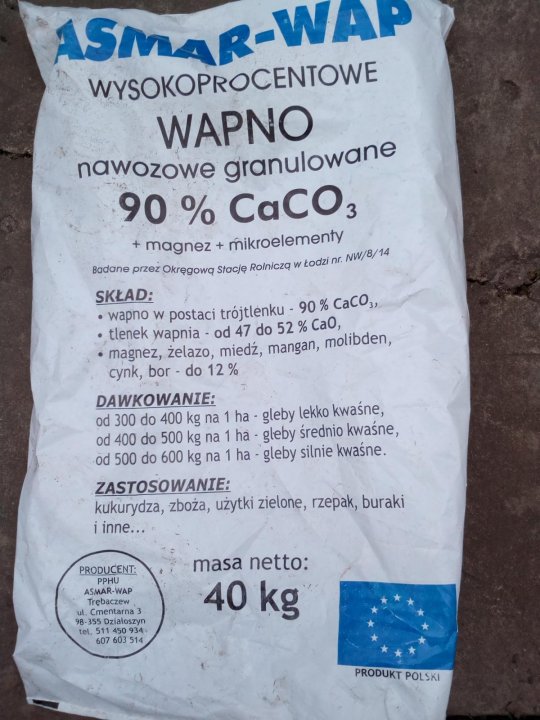 ASMAR-WAP
WYSOKOPROCENTOWE
WAPNO
nawozowe granulowane
90 % CaCO₃
+ magnez + mikroelementy
Badane przez Okręgową Stację Rolniczą w Łodzi nr. NW/8/14
SKŁAD:
• wapno w postaci trójtlenku - 90 % CaCO₃,
• tlenek wapnia - od 47 do 52 % CaO,
• magnez, żelazo, miedź, mangan, molibden,
cynk, bor - do 12 %
DAWKOWANIE:
od 300 do 400 kg na 1 ha - gleby lekko kwaśne,
od 400 do 500 kg na 1 ha - gleby średnio kwaśne,
od 500 do 600 kg na 1 ha - gleby silnie kwaśne.
ZASTOSOWANIE:
kukurydza, zboża, użytki zielone, rzepak, buraki
i inne...
PRODUCENT:
PPHU
ASMAR-WAP
Trębaczew
ul. Cmentarna 3
98-355 Działoszyn
tel. 511 450 934
607 603 514
masa netto:
40 kg
PRODUKT POLSKI